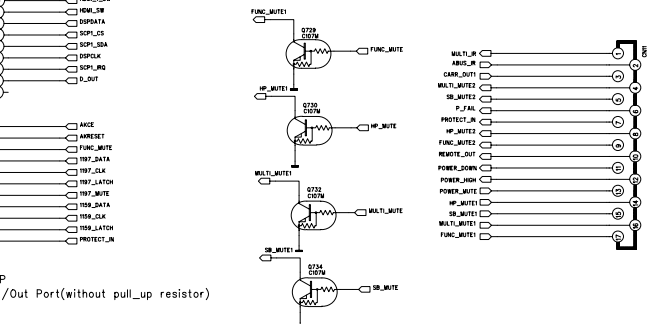 HDMI_SW
DSPDATA
SCP1_CS
SCP1_SDA
DSPCLK
SCP1_IRQ
D_OUT
AKCE
AKRESET
FUNC_MUTE
1197_DATA
1197_CLK
1197_LATCH
1197_MUTE
1159_DATA
1159_CLK
1159_LATCH
PROTECT_IN
P
/Out Port(without pull_up resistor)
FUNC_MUTE1
Q729
C107M
FUNC_MUTE
HP_MUTE1
Q730
C107M
HP_MUTE
MULTI_MUTE1
Q732
C107M
MULTI_MUTE
SB_MUTE1
Q734
C107M
SB_MUTE
CN11
MULTI_IR 1
ABUS_IR 2
CARR_OUT1 3
MULTI_MUTE2 4
SB_MUTE2 5
P_FAIL 6
PROTECT_IN 7
HP_MUTE2 8
FUNC_MUTE2 9
REMOTE_OUT 10
POWER_DOWN 11
POWER_HIGH 12
POWER_MUTE 13
HP_MUTE1 14
SB_MUTE1 15
MULTI_MUTE1 16
FUNC_MUTE1 17